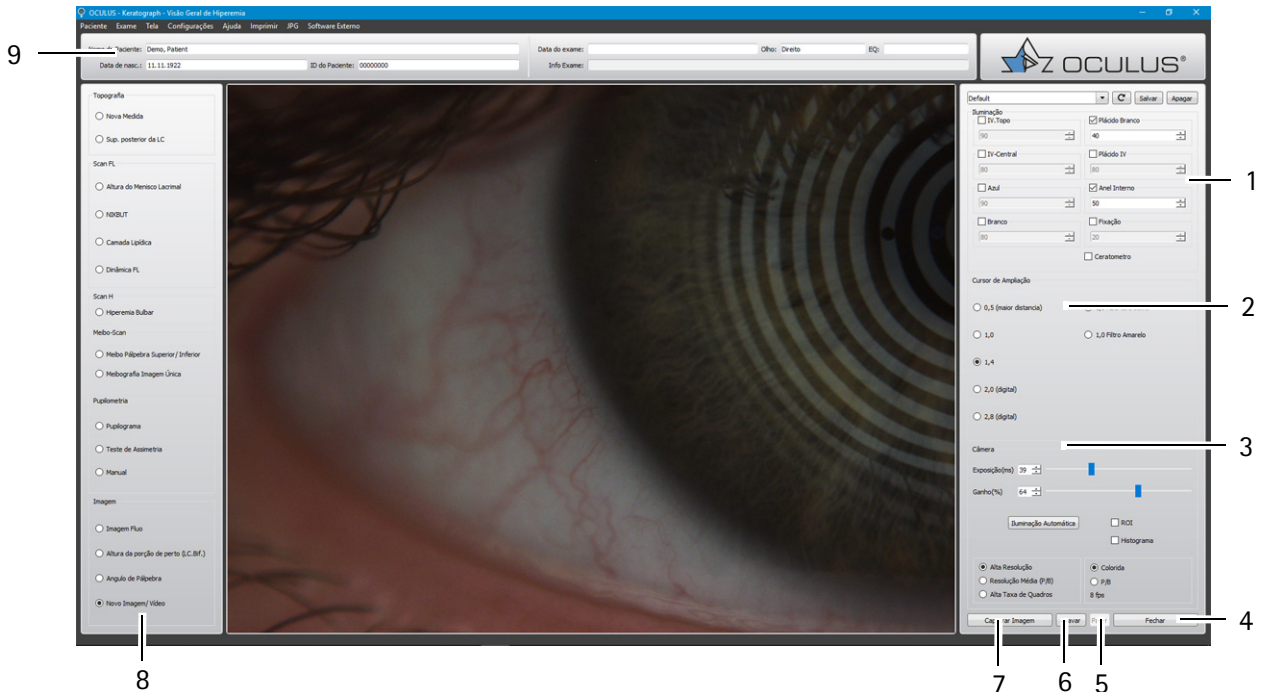 OCULUS - Keratograph - Visão Geral de Hiperemia
Paciente Exame Tela Configurações Ajuda Imprimir JPG Software Externo
Paciente: Demo, Patient
Data de nasc.: 11.11.1922
ID do Paciente: 00000000
Data do exame:
Olho: Direito
EQ:
Info Exame:
OCULUS®
9
Topografia
Nova Medida
Sup. posterior da LC
Scan FL
Altura do Menisco Lacrimal
NIKBUT
Camada Lipídica
Dinâmica FL
Scan H
Hiperemia Bulbar
Meibo-Scan
Meibo Pálpebra Superior/ Inferior
Meibografia Imagem Única
Pupilometria
Pupilograma
Teste de Assimetria
Manual
Imagem
Imagem Fluo
Altura da porção de perto (LC.Bif.)
Angulo de Pálpebra
Novo Imagem/ Vídeo
8
Default
C Salvar Apagar
Iluminação
IV.Topo
90
Plácido Branco
40
IV-Central
80
Plácido IV
80
1
Azul
90
Anel Interno
50
Branco
80
Fixação
20
Ceratometro
Cursor de Ampliação
0,5 (maior distancia)
2
1,0
1,0 Filtro Amarelo
1,4
2,0 (digital)
2,8 (digital)
Câmera
3
Exposição(ms) 39
Ganho(%) 64
Iluminação Automática
ROI
Histograma
Alta Resolução
Resolução Média (P/B)
Alta Taxa de Quadros
Colorida
P/B
8 fps
Imagem
Fechar
4
7
6
5